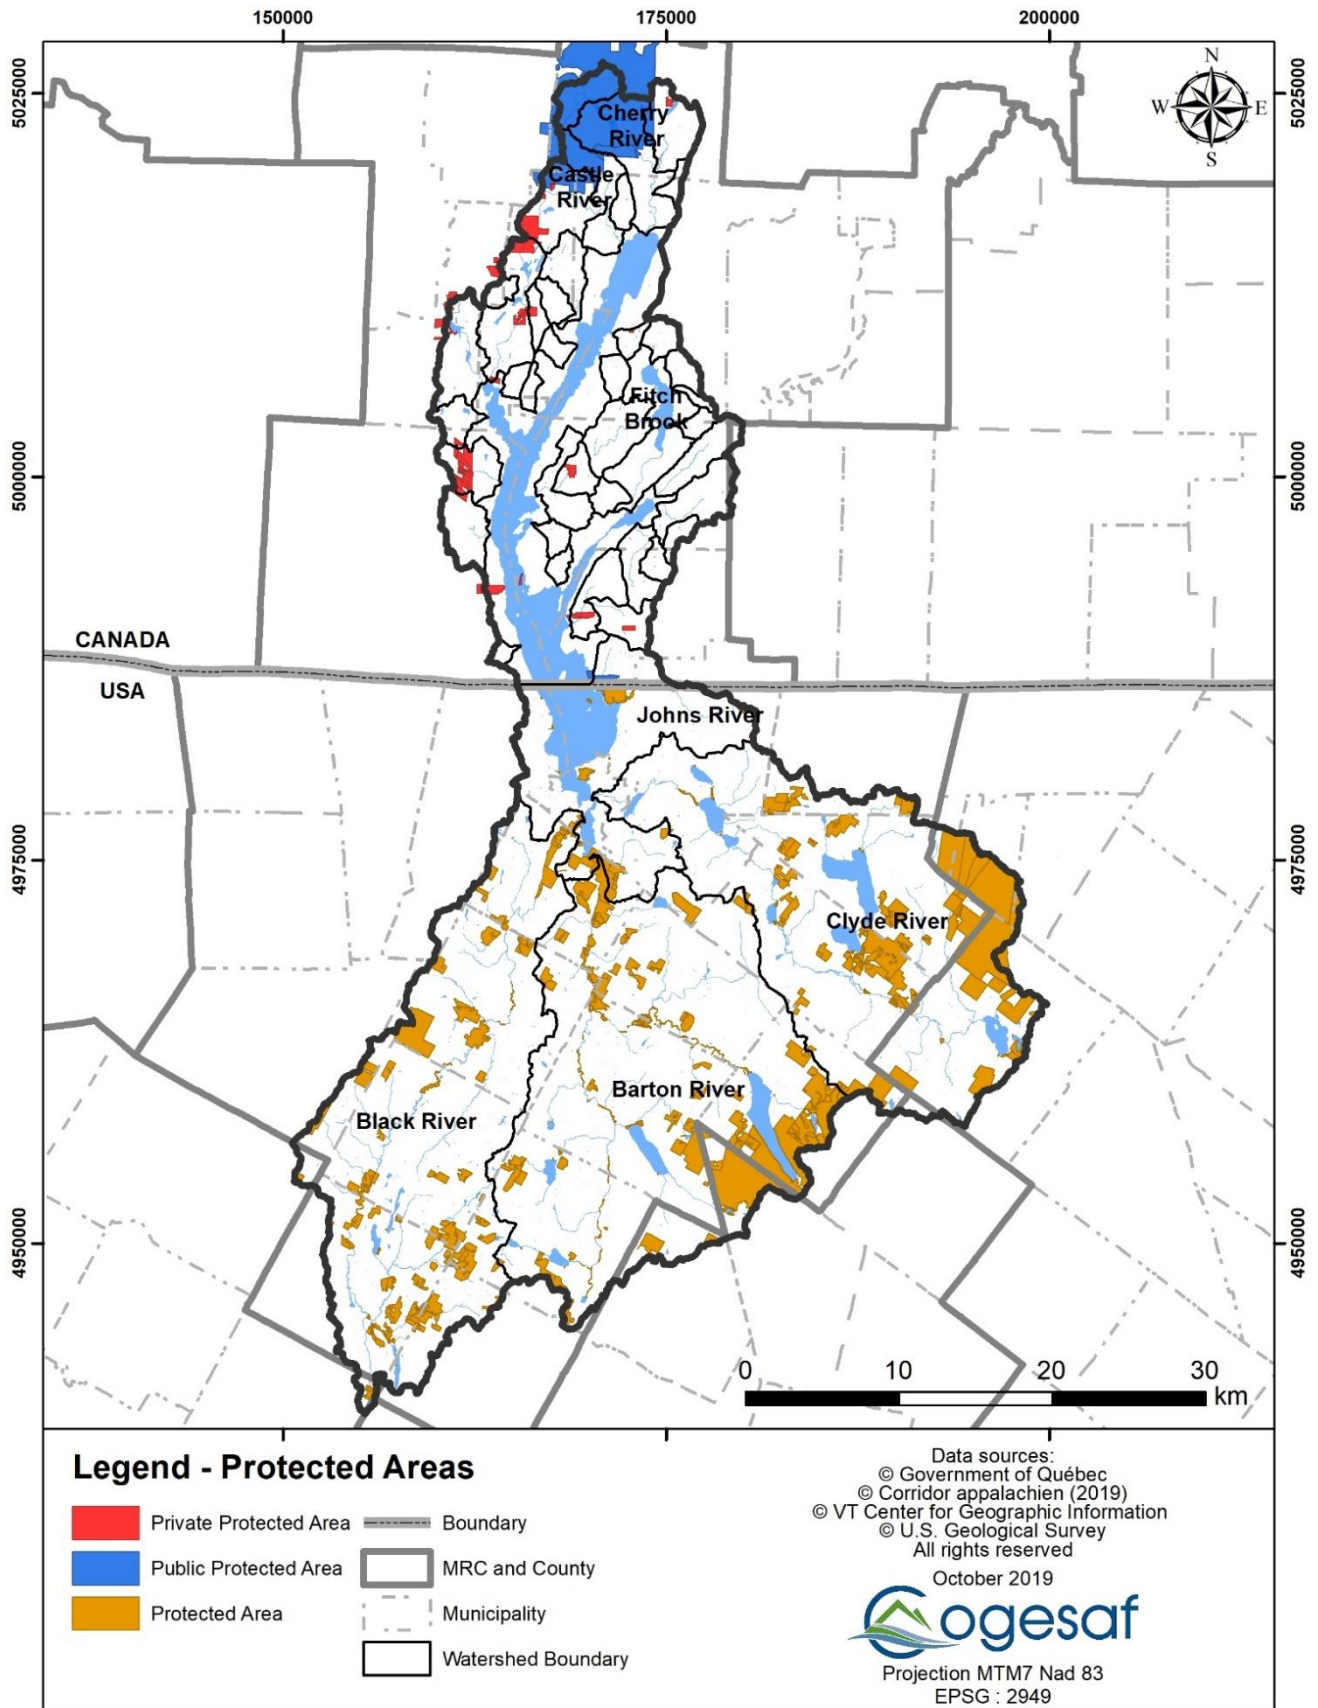 150000
175000
200000
5025000
5025000
N
W
E
S
Cherry
River
Castle
River
Fitch
Brook
5000000
5000000
CANADA
USA
Johns River
4975000
4975000
Clyde River
Barton River
Black River
4950000
4950000
0
10
20
30
km
Legend - Protected Areas
Private Protected Area
Public Protected Area
Protected Area
Boundary
MRC and County
Municipality
Watershed Boundary
Data sources:
© Government of Québec
© Corridor appalachien (2019)
© VT Center for Geographic Information
© U.S. Geological Survey
All rights reserved
October 2019
Cogesaf
Projection MTM7 Nad 83
EPSG : 2949